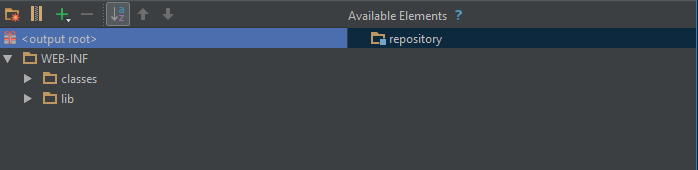 Available Elements ?
<output root>
repository
WEB-INF
classes
lib